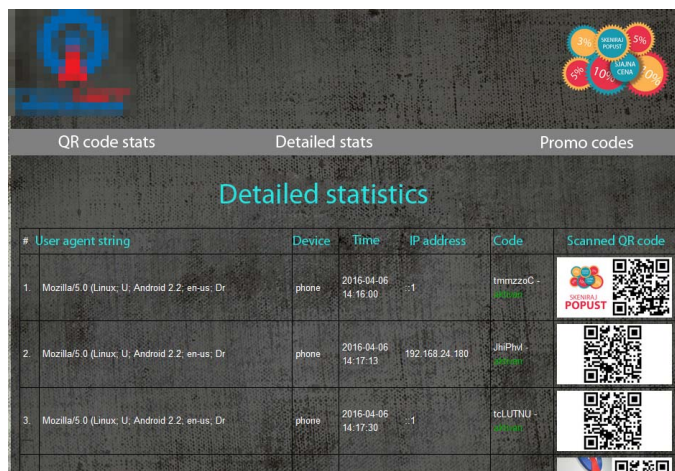 3%
SKENIRAJ
POPUST
5%
5%
10%
SJAJNA
CENA
10%
QR code stats
Detailed stats
Promo codes
Detailed statistics
# User agent string Device Time IP address Code Scanned QR code
1. Mozilla/5.0 (Linux; U; Android 2.2; en-us; Dr phone 2016-04-06 ::1 tmmzzoC -
14:16:00
SKENIRAJ
POPUST
2. Mozilla/5.0 (Linux; U; Android 2.2; en-us; Dr phone 2016-04-06 192.168.24.180 JhiPhvI -
14:17:13
3. Mozilla/5.0 (Linux; U; Android 2.2; en-us; Dr phone 2016-04-06 ::1 tcLUTNU -
14:17:30